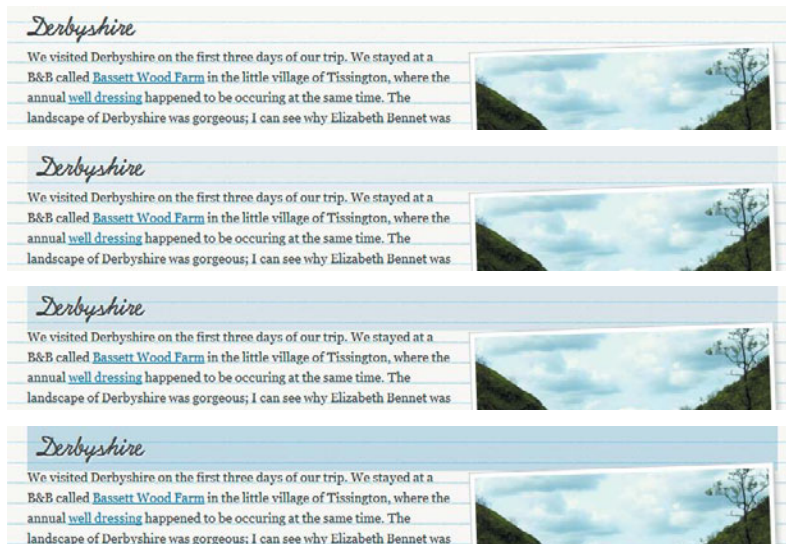 Derbyshire
We visited Derbyshire on the first three days of our trip. We stayed at a
B&B called Bassett Wood Farm in the little village of Tissington, where the
annual well dressing happened to be occuring at the same time. The
landscape of Derbyshire was gorgeous; I can see why Elizabeth Bennet was
Derbyshire
We visited Derbyshire on the first three days of our trip. We stayed at a
B&B called Bassett Wood Farm in the little village of Tissington, where the
annual well dressing happened to be occuring at the same time. The
landscape of Derbyshire was gorgeous; I can see why Elizabeth Bennet was
Derbyshire
We visited Derbyshire on the first three days of our trip. We stayed at a
B&B called Bassett Wood Farm in the little village of Tissington, where the
annual well dressing happened to be occuring at the same time. The
landscape of Derbyshire was gorgeous; I can see why Elizabeth Bennet was
Derbyshire
We visited Derbyshire on the first three days of our trip. We stayed at a
B&B called Bassett Wood Farm in the little village of Tissington, where the
annual well dressing happened to be occuring at the same time. The
landscape of Derbyshire was gorgeous; I can see why Elizabeth Bennet was